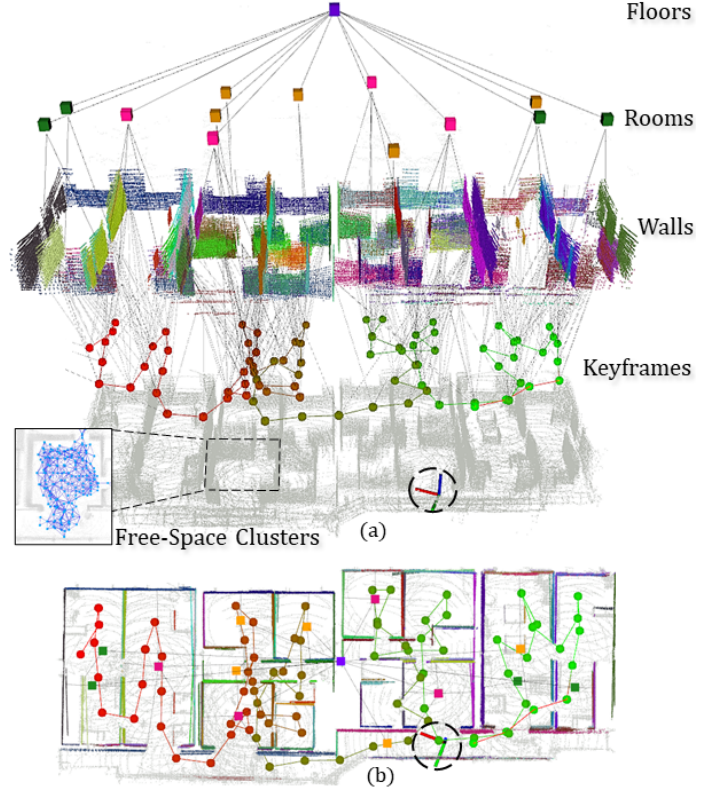 Floors
Rooms
Walls
Keyframes
Free-Space Clusters
(a)
(b)